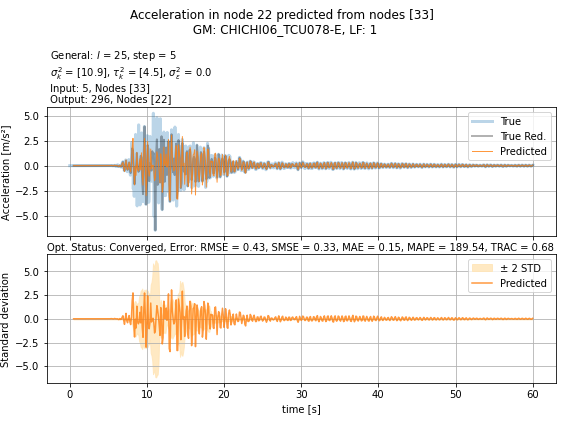 Acceleration in node 22 predicted from nodes [33]
GM: CHICHI06_TCU078-E, LF: 1
General: l = 25, step = 5
σ²ₖ = [10.9], τ²ₖ = [4.5], σ²ε = 0.0
Input: 5, Nodes [33]
Output: 296, Nodes [22]
Acceleration [m/s²]
5.0
2.5
0.0
−2.5
−5.0
True
True Red.
Predicted
Opt. Status: Converged, Error: RMSE = 0.43, SMSE = 0.33, MAE = 0.15, MAPE = 189.54, TRAC = 0.68
Standard deviation
5.0
2.5
0.0
−2.5
−5.0
± 2 STD
Predicted
0 10 20 30 40 50 60
time [s]